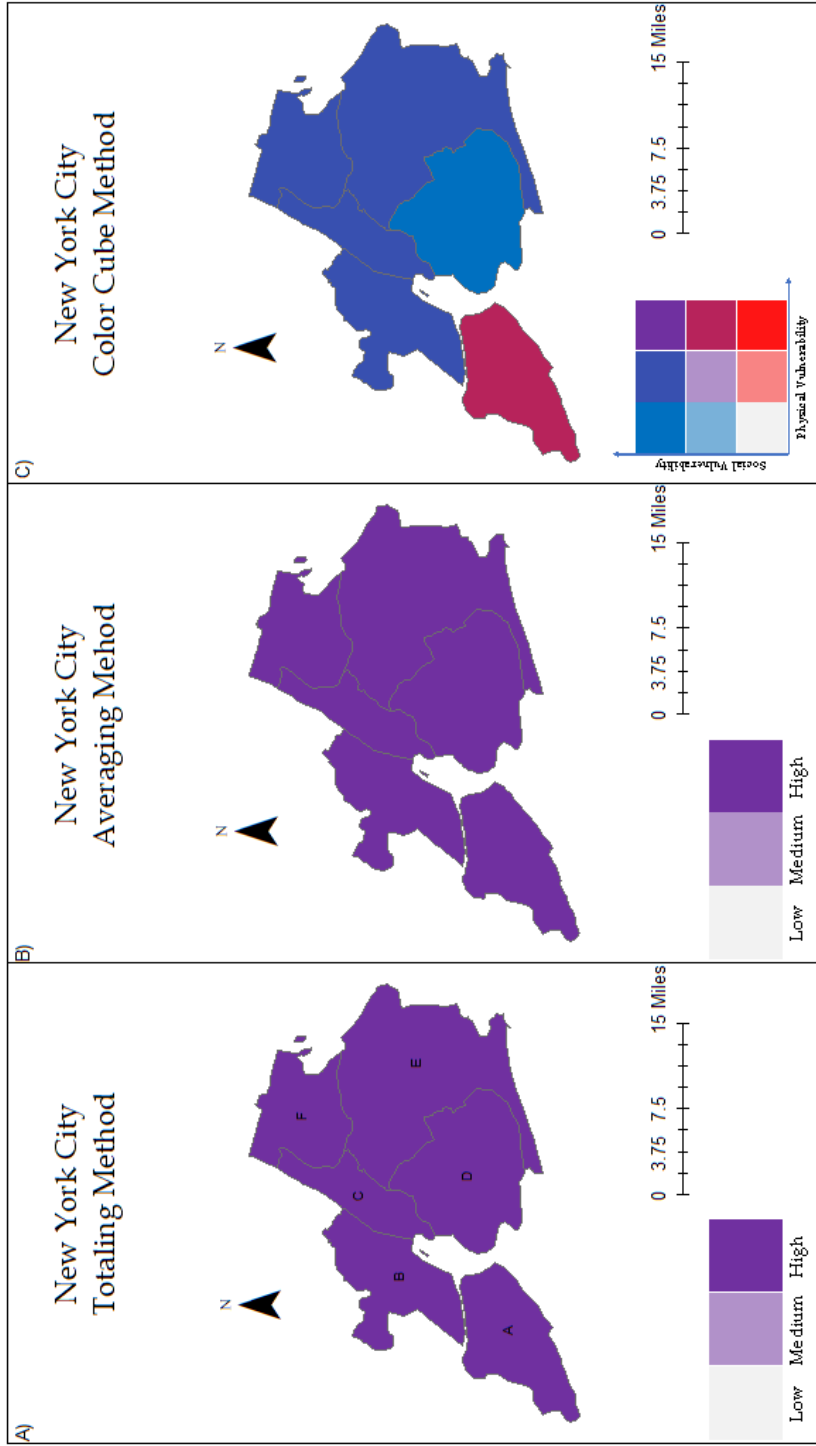 A)
New York City
Totaling Method
N
A
B
C
D
E
F
0 3.75 7.5 15 Miles
Low Medium High
B)
New York City
Averaging Mehod
N
0 3.75 7.5 15 Miles
Low Medium High
C)
New York City
Color Cube Method
N
0 3.75 7.5 15 Miles
Social Vulnerability
Physical Vulnerability